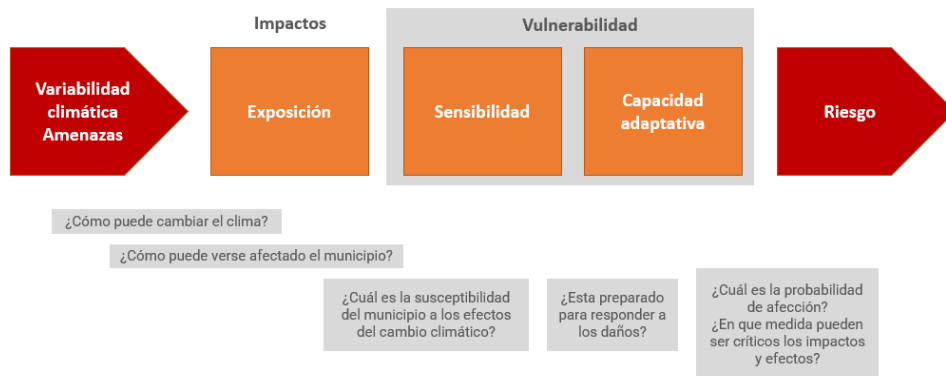 Impactos
Vulnerabilidad
Variabilidad
climática
Amenazas
Exposición
Sensibilidad
Capacidad
adaptativa
Riesgo
¿Cómo puede cambiar el clima?
¿Cómo puede verse afectado el municipio?
¿Cuál es la susceptibilidad
del municipio a los efectos
del cambio climático?
¿Esta preparado
para responder a
los daños?
¿Cuál es la probabilidad
de afección?
¿En que medida pueden
ser críticos los impactos
y efectos?